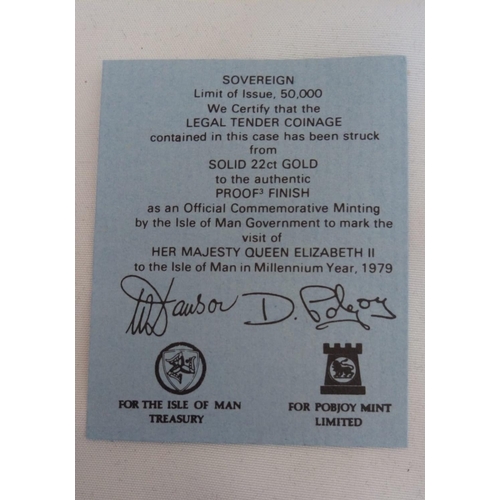 SOVEREIGN
Limit of Issue, 50,000
We Certify that the
LEGAL TENDER COINAGE
contained in this case has been struck
from
SOLID 22ct GOLD
to the authentic
PROOF³ FINISH
as an Official Commemorative Minting
by the Isle of Man Government to mark the
visit of
HER MAJESTY QUEEN ELIZABETH II
to the Isle of Man in Millennium Year, 1979
D. Pobjoy
FOR THE ISLE OF MAN
TREASURY
FOR POBJOY MINT
LIMITED